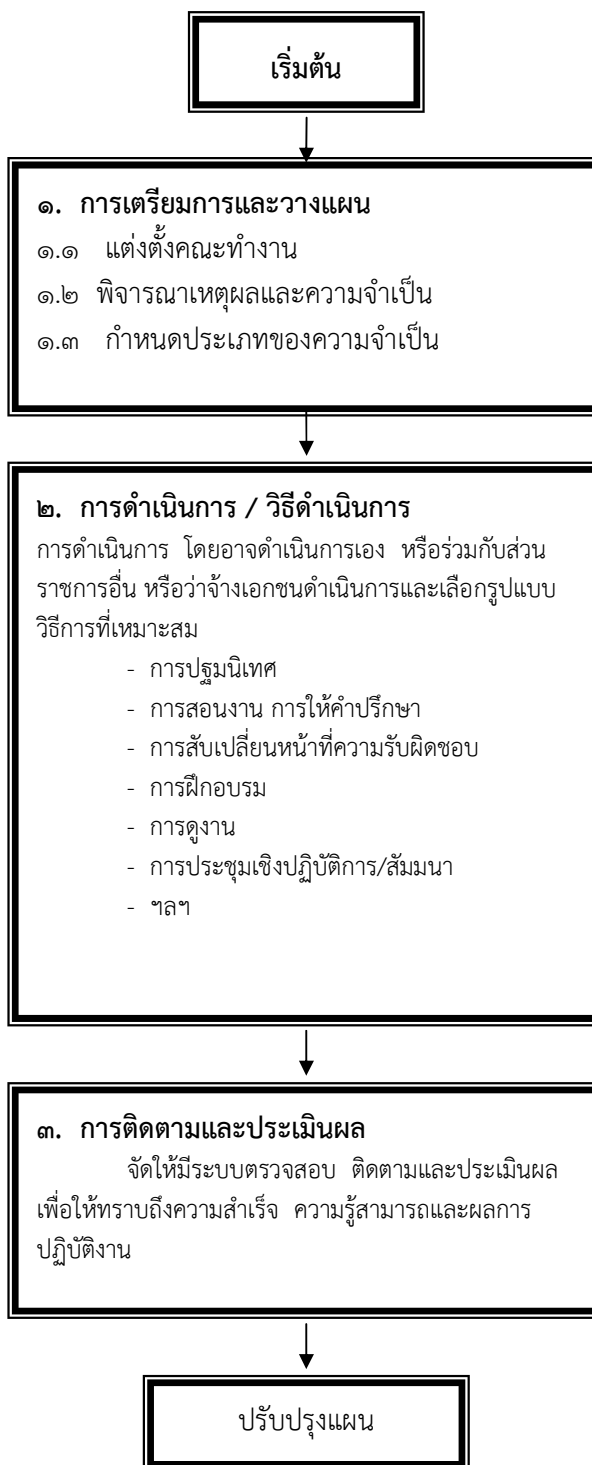 เริ่มต้น
๑. การเตรียมการและวางแผน
๑.๑ แต่งตั้งคณะทำงาน
๑.๒ พิจารณาเหตุผลและความจำเป็น
๑.๓ กำหนดประเภทของความจำเป็น
๒. การดำเนินการ / วิธีดำเนินการ
การดำเนินการ โดยอาจดำเนินการเอง หรือร่วมกับส่วน
ราชการอื่น หรือว่าจ้างเอกชนดำเนินการและเลือกรูปแบบ
วิธีการที่เหมาะสม
- การปฐมนิเทศ
- การสอนงาน การให้คำปรึกษา
- การสับเปลี่ยนหน้าที่ความรับผิดชอบ
- การฝึกอบรม
- การดูงาน
- การประชุมเชิงปฏิบัติการ/สัมมนา
- ฯลฯ
๓. การติดตามและประเมินผล
จัดให้มีระบบตรวจสอบ ติดตามและประเมินผล
เพื่อให้ทราบถึงความสำเร็จ ความรู้สามารถและผลการ
ปฏิบัติงาน
ปรับปรุงแผน